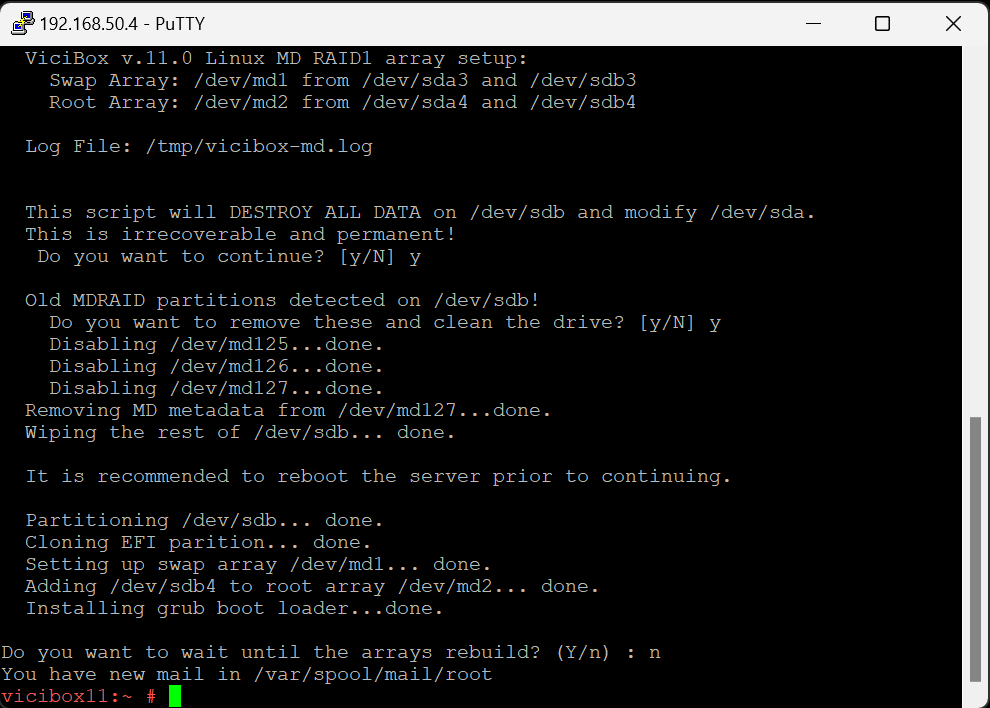 192.168.50.4 - PuTTY
ViciBox v.11.0 Linux MD RAID1 array setup:
Swap Array: /dev/md1 from /dev/sda3 and /dev/sdb3
Root Array: /dev/md2 from /dev/sda4 and /dev/sdb4
Log File: /tmp/vicibox-md.log
This script will DESTROY ALL DATA on /dev/sdb and modify /dev/sda.
This is irrecoverable and permanent!
Do you want to continue? [y/N] y
Old MDRAID partitions detected on /dev/sdb!
Do you want to remove these and clean the drive? [y/N] y
Disabling /dev/md125...done.
Disabling /dev/md126...done.
Disabling /dev/md127...done.
Removing MD metadata from /dev/md127...done.
Wiping the rest of /dev/sdb... done.
It is recommended to reboot the server prior to continuing.
Partitioning /dev/sdb... done.
Cloning EFI parition... done.
Setting up swap array /dev/md1... done.
Adding /dev/sdb4 to root array /dev/md2... done.
Installing grub boot loader...done.
Do you want to wait until the arrays rebuild? (Y/n) : n
You have new mail in /var/spool/mail/root
vicibox11:~ #